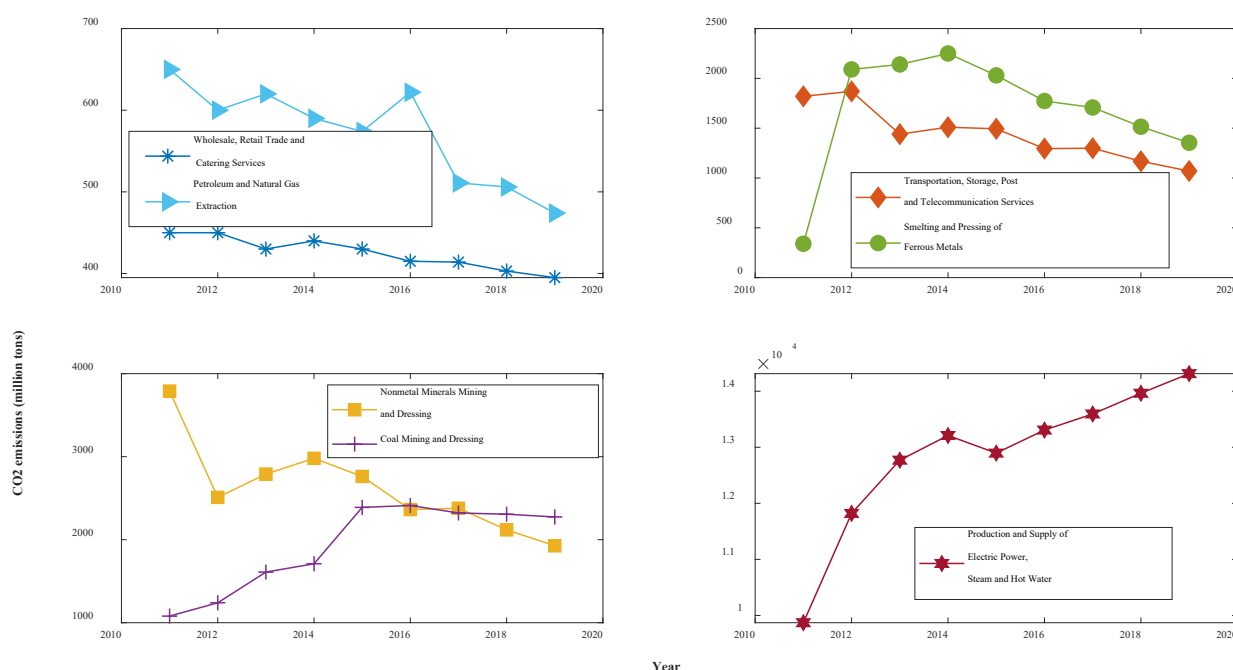 700
600
500
400
2010
2012
2014
2016
2018
2020
Wholesale, Retail Trade and
Catering Services
Petroleum and Natural Gas
Extraction
2500
2000
1500
1000
500
0
2010
2012
2014
2016
2018
2020
Transportation, Storage, Post
and Telecommunication Services
Smelting and Pressing of
Ferrous Metals
CO2 emissions (million tons)
4000
3000
2000
1000
2010
2012
2014
2016
2018
2020
Nonmetal Minerals Mining
and Dressing
Coal Mining and Dressing
× 10 4
1.4
1.3
1.2
1.1
1
2010
2012
2014
2016
2018
2020
Production and Supply of
Electric Power,
Steam and Hot Water
Year